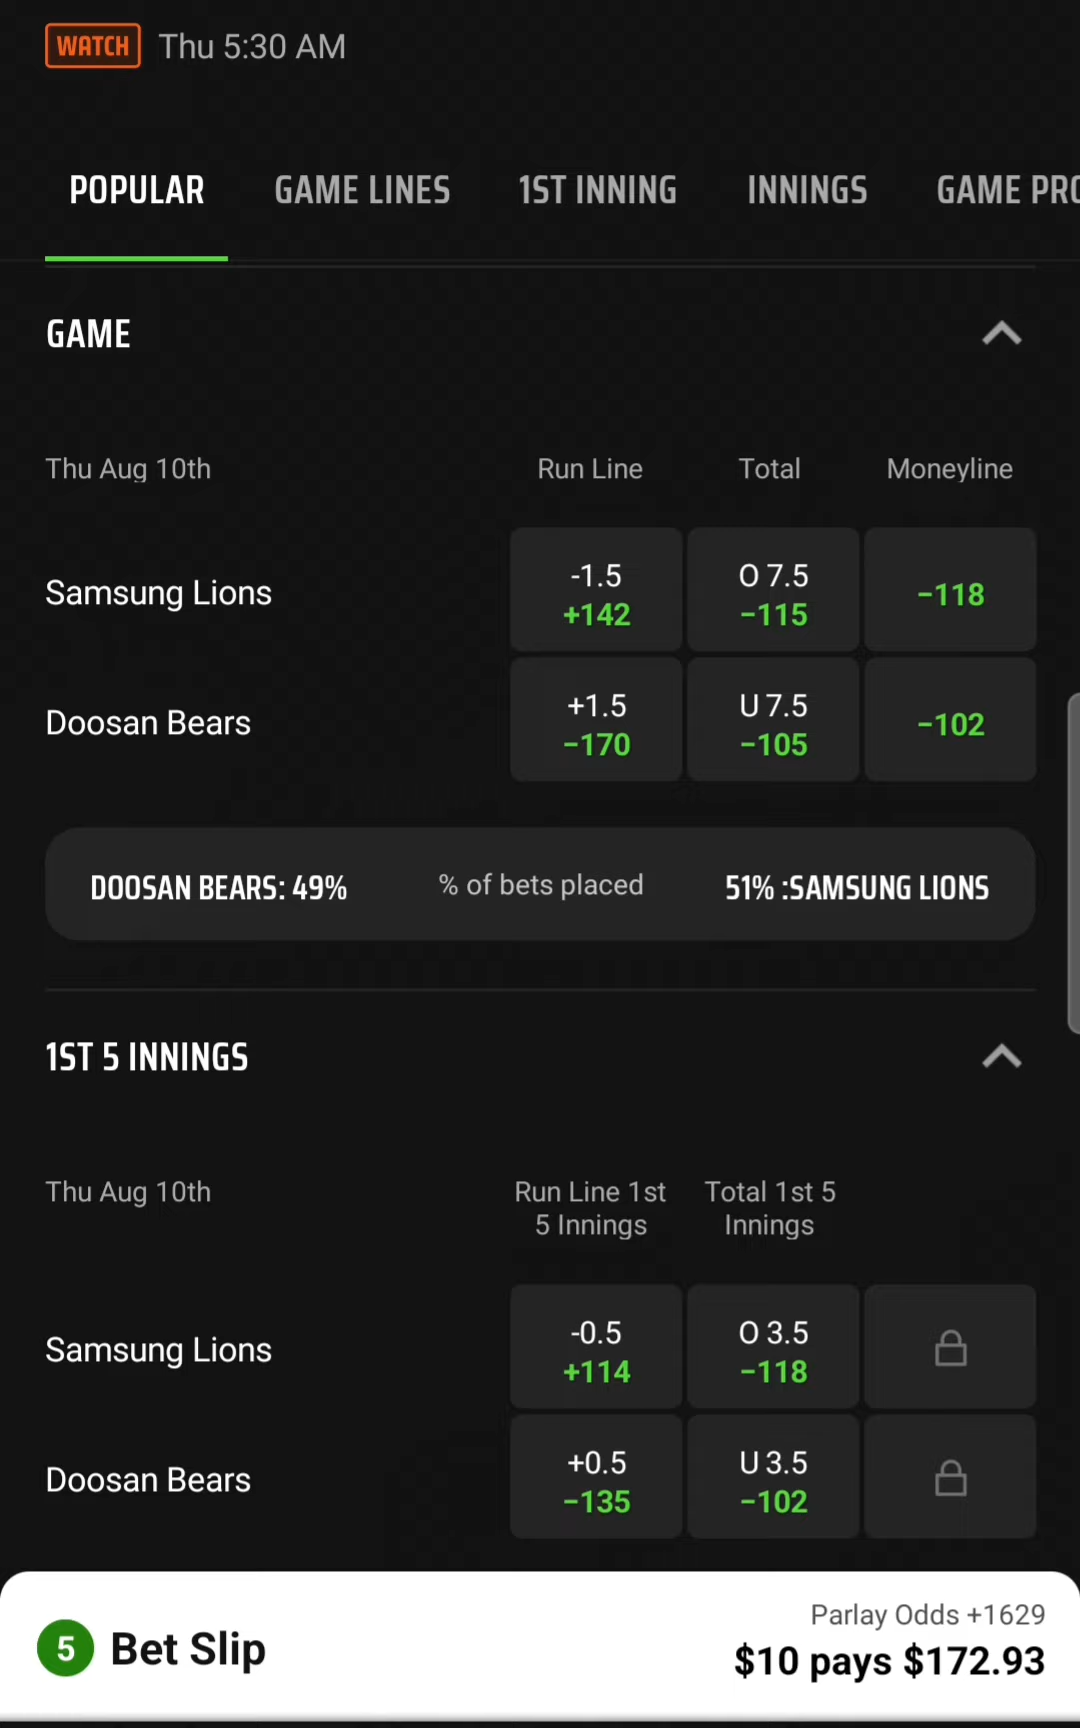 WATCH Thu 5:30 AM
POPULAR GAME LINES 1ST INNING INNINGS GAME PRO
GAME
Thu Aug 10th Run Line Total Moneyline
Samsung Lions -1.5 O 7.5 −118
+142 −115
Doosan Bears +1.5 U 7.5 −102
−170 −105
DOOSAN BEARS: 49% % of bets placed 51% :SAMSUNG LIONS
1ST 5 INNINGS
Thu Aug 10th Run Line 1st Total 1st 5
5 Innings Innings
Samsung Lions -0.5 O 3.5
+114 −118
Doosan Bears +0.5 U 3.5
−135 −102
5 Bet Slip Parlay Odds +1629
$10 pays $172.93